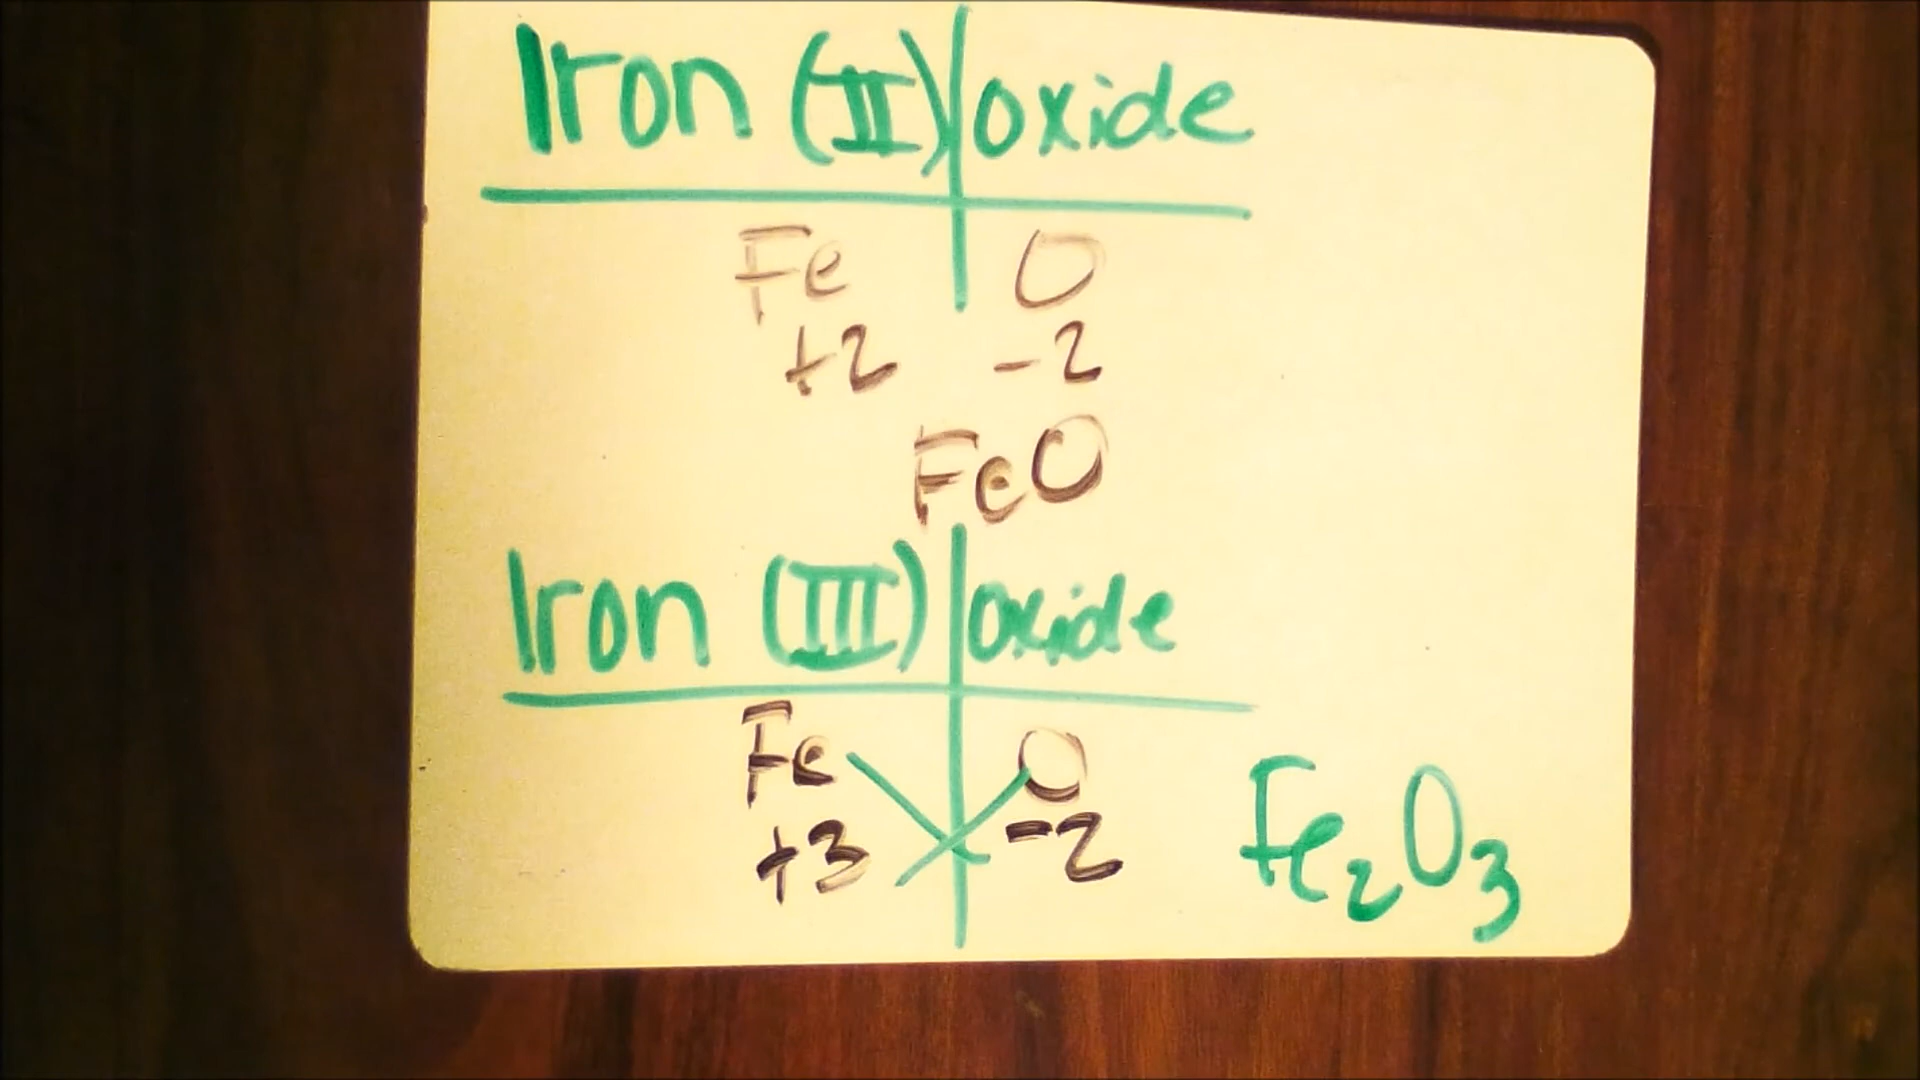 Iron (II) oxide
Fe O
+2 -2
FeO
Iron (III) oxide
Fe O
+3 -2 Fe₂O₃